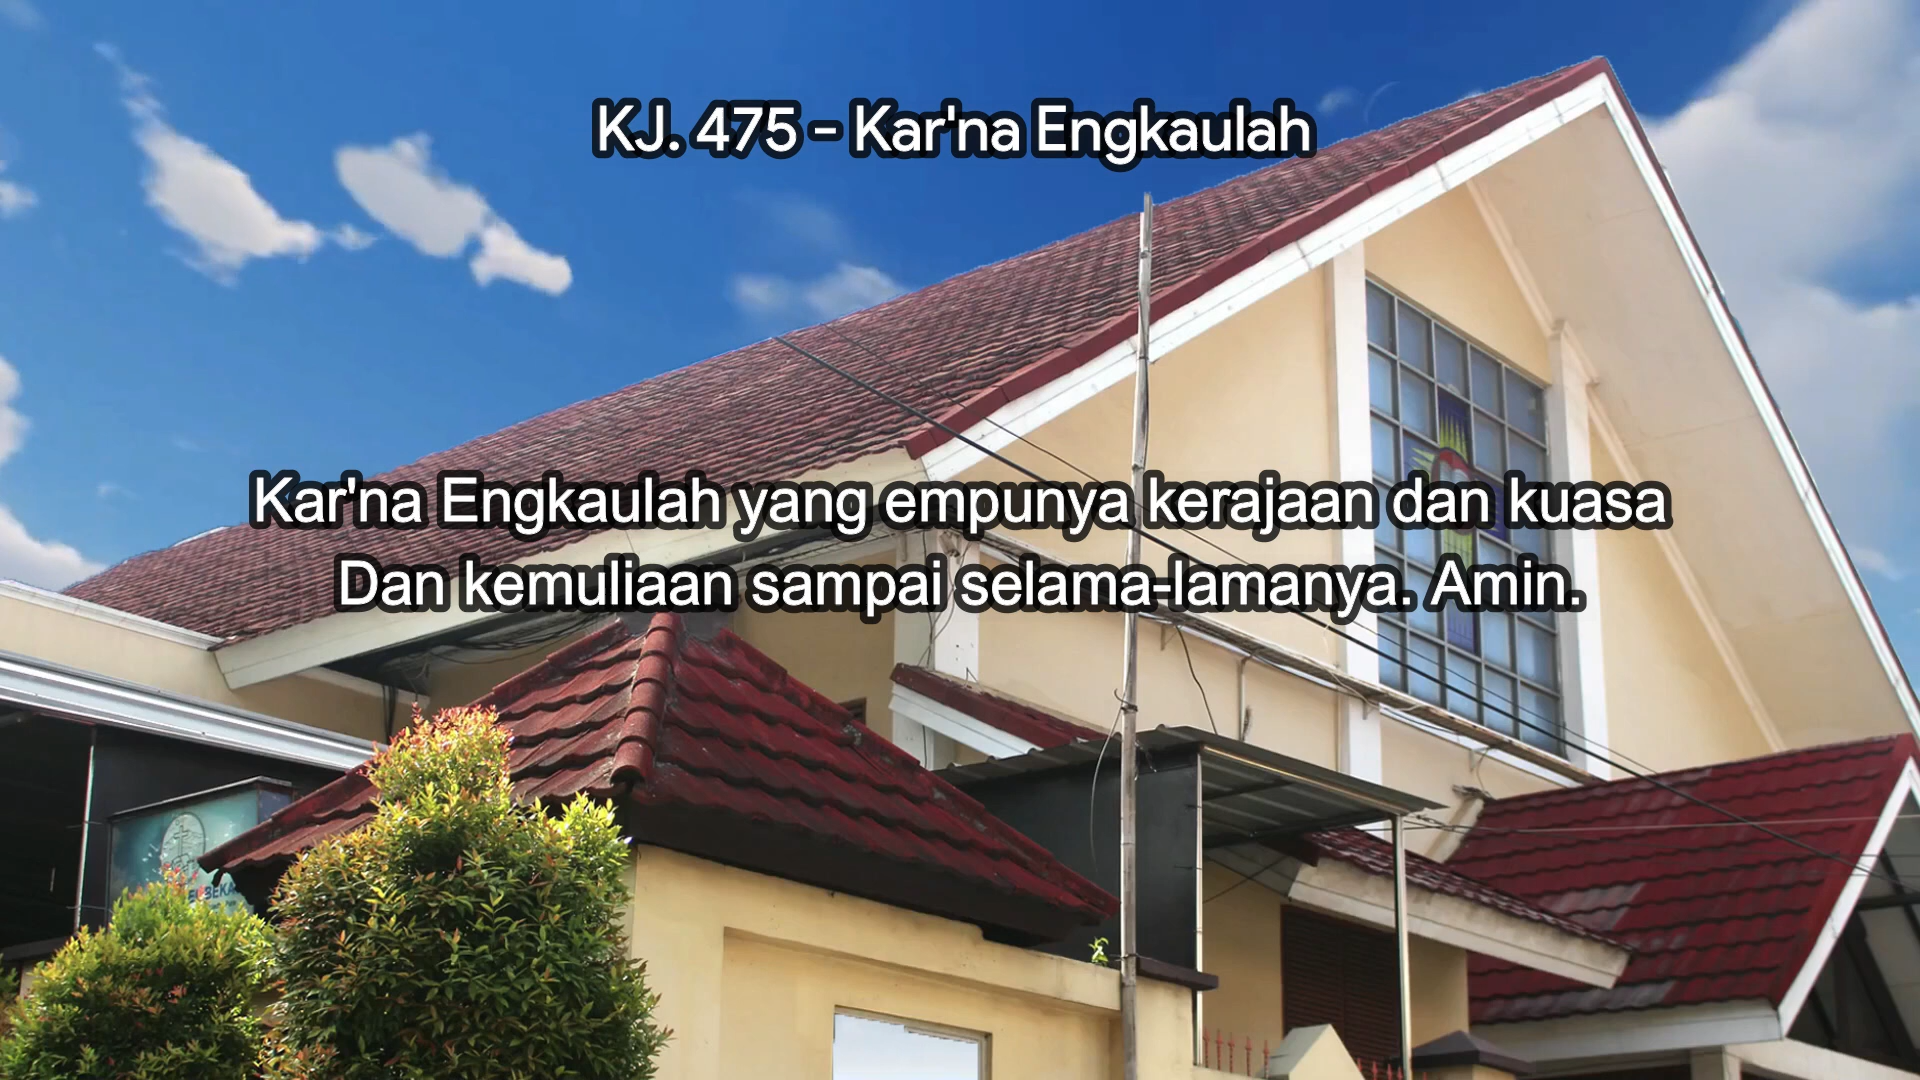 KJ. 475 - Kar'na Engkaulah
Kar'na Engkaulah yang empunya kerajaan dan kuasa
Dan kemuliaan sampai selama-lamanya. Amin.